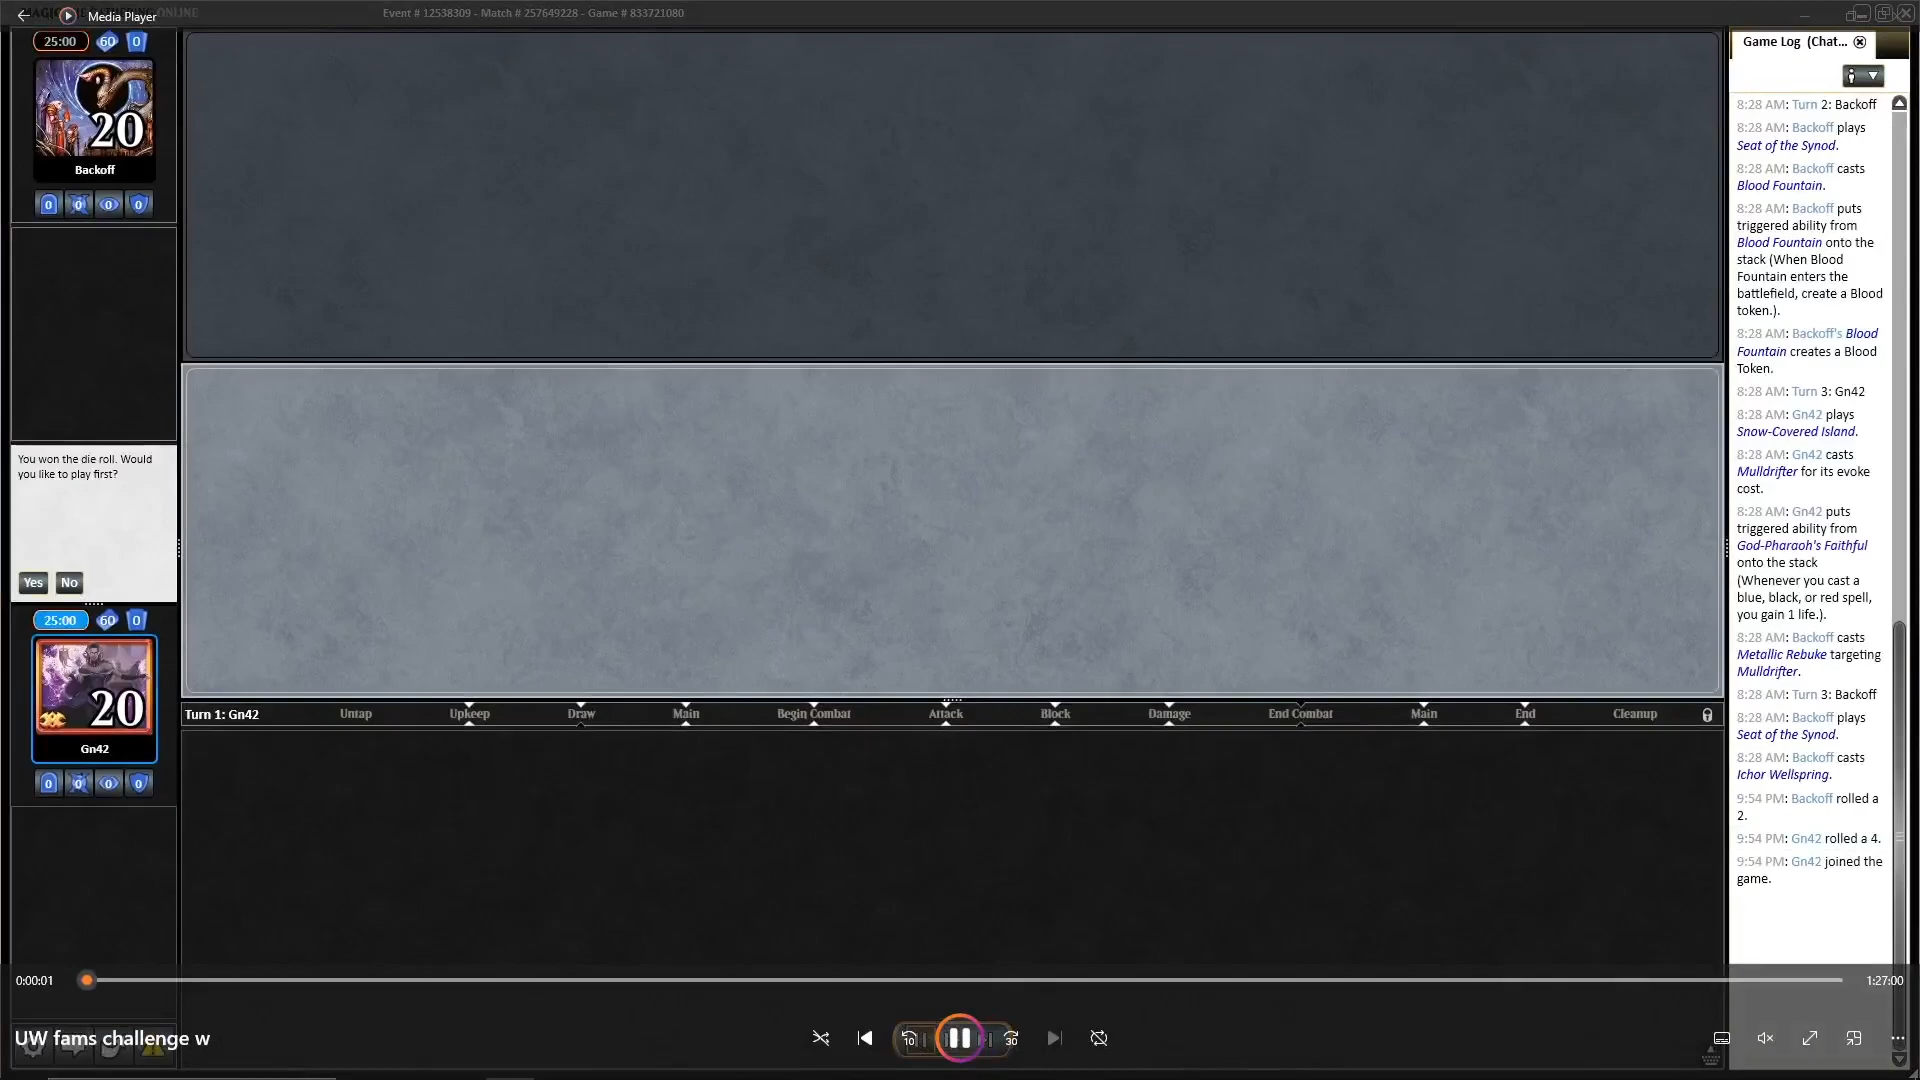 Media Player
ONLINE
Event # 12538309 - Match # 257649228 - Game # 833721080
25:00
60
0
20
Backoff
0
0
0
0
You won the die roll. Would
you like to play first?
Yes
No
25:00
60
0
20
Gn42
0
0
0
0
Turn 1: Gn42
Untap
Upkeep
Draw
Main
Begin Combat
Attack
Block
Damage
End Combat
Main
End
Cleanup
Game Log (Chat...
8:28 AM: Turn 2: Backoff
8:28 AM: Backoff plays
Seat of the Synod.
8:28 AM: Backoff casts
Blood Fountain.
8:28 AM: Backoff puts
triggered ability from
Blood Fountain onto the
stack (When Blood
Fountain enters the
battlefield, create a Blood
token.).
8:28 AM: Backoff's Blood
Fountain creates a Blood
Token.
8:28 AM: Turn 3: Gn42
8:28 AM: Gn42 plays
Snow-Covered Island.
8:28 AM: Gn42 casts
Mulldrifter for its evoke
cost.
8:28 AM: Gn42 puts
triggered ability from
God-Pharaoh's Faithful
onto the stack
(Whenever you cast a
blue, black, or red spell,
you gain 1 life.).
8:28 AM: Backoff casts
Metallic Rebuke targeting
Mulldrifter.
8:28 AM: Turn 3: Backoff
8:28 AM: Backoff plays
Seat of the Synod.
8:28 AM: Backoff casts
Ichor Wellspring.
9:54 PM: Backoff rolled a
2.
9:54 PM: Gn42 rolled a 4.
9:54 PM: Gn42 joined the
game.
0:00:01
1:27:00
UW fams challenge w
10
30